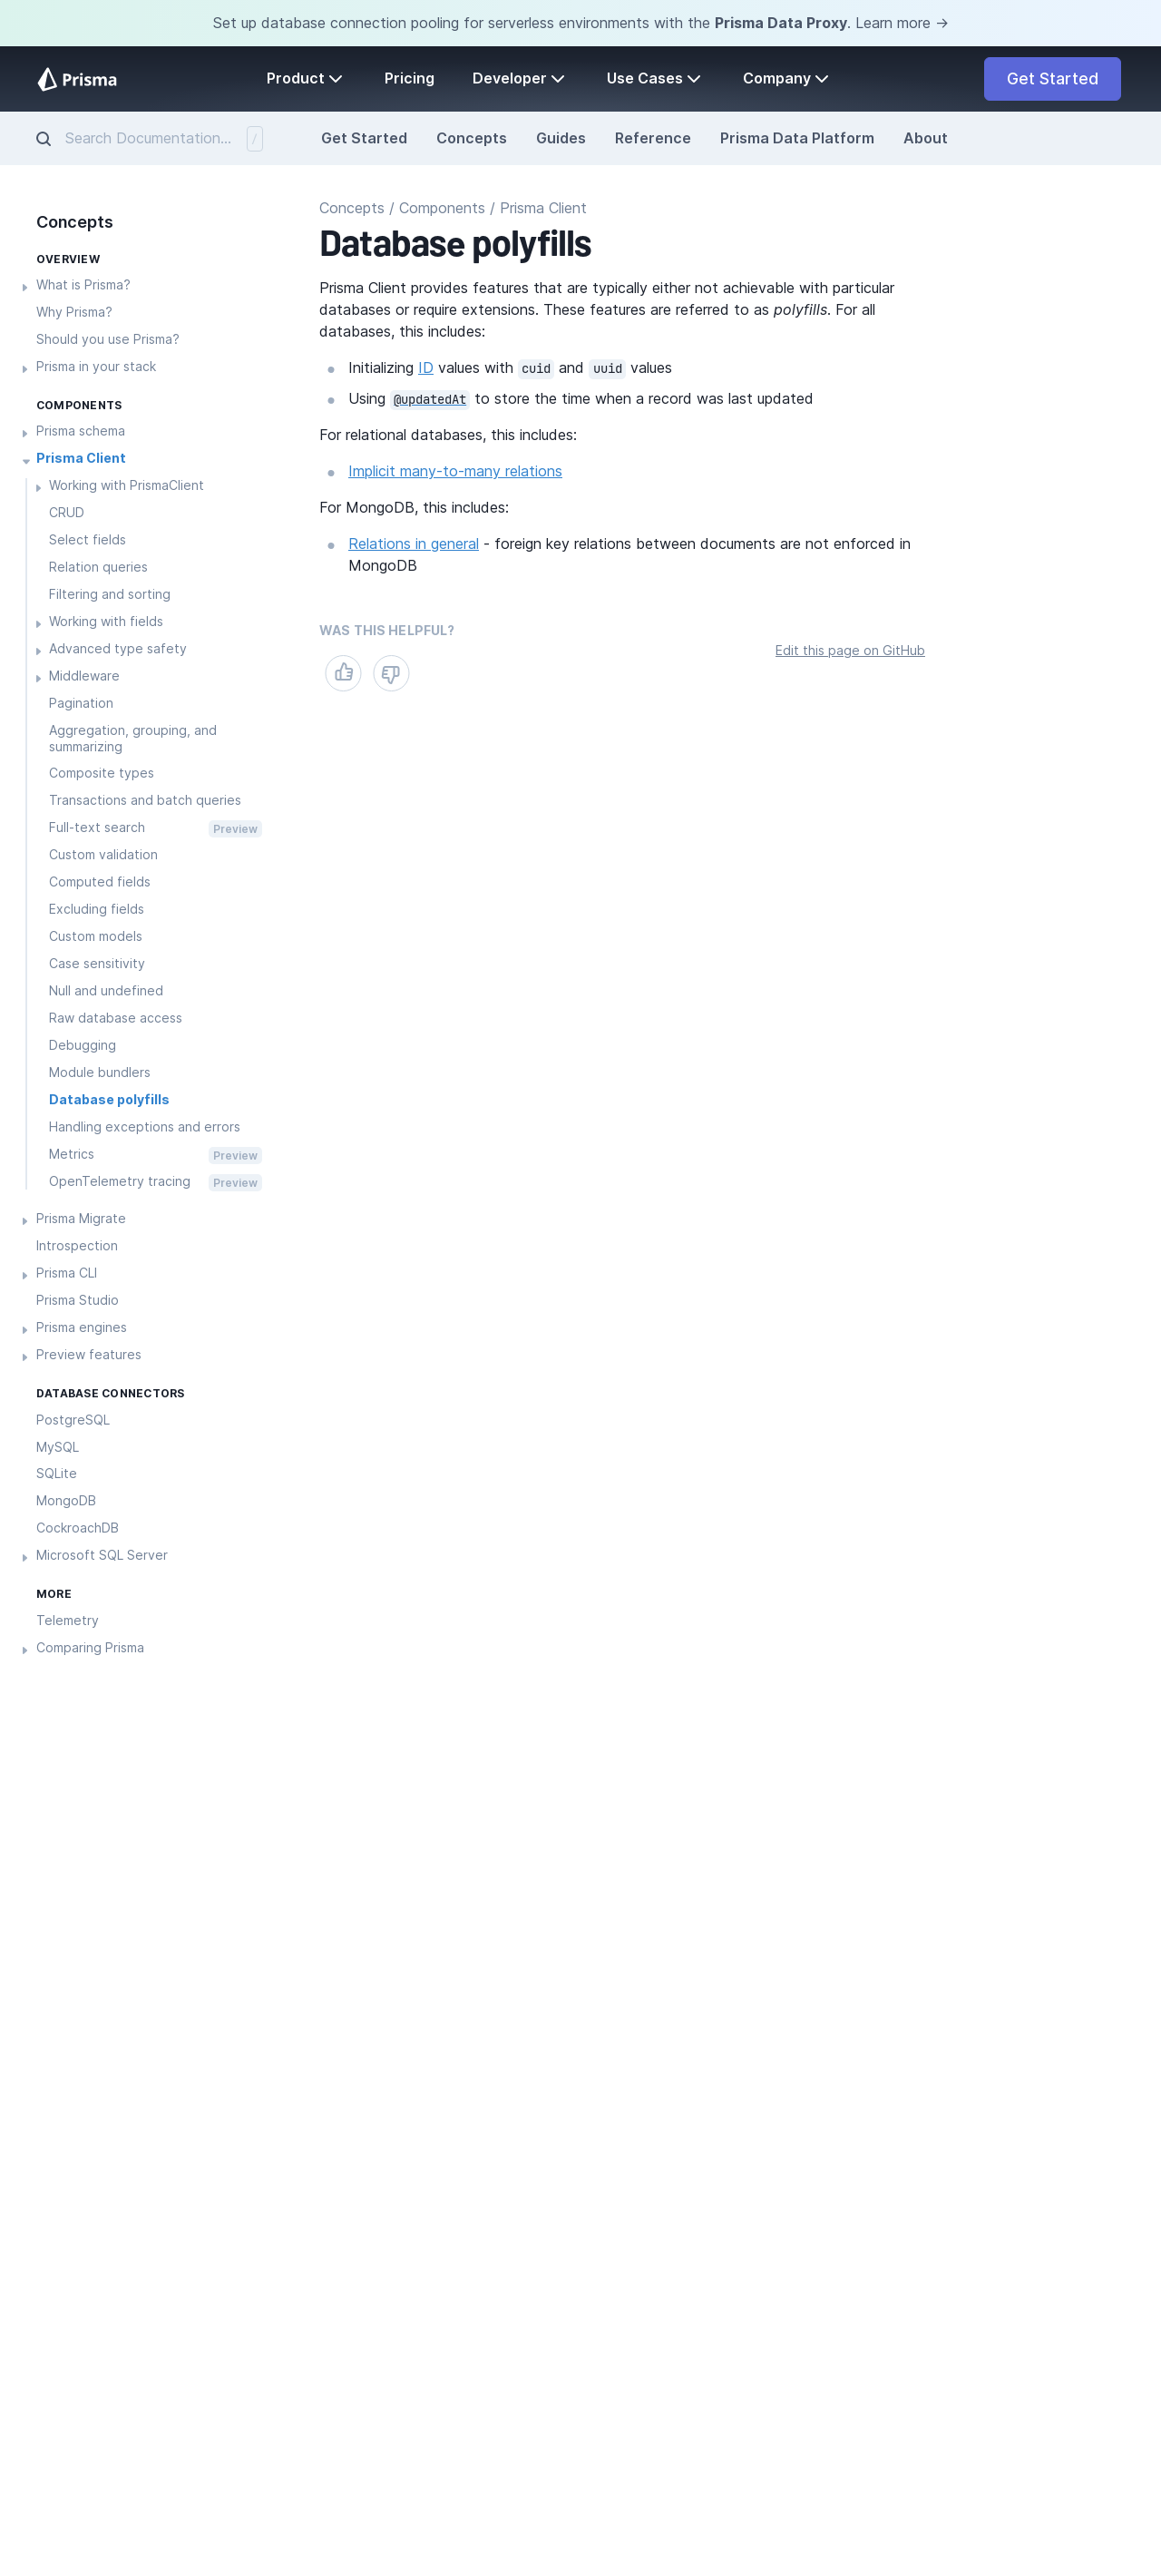 Set up database connection pooling for serverless environments with the Prisma Data Proxy. Learn more →
Prisma
Product
Pricing
Developer
Use Cases
Company
Get Started
Search Documentation...
/
Get Started
Concepts
Guides
Reference
Prisma Data Platform
About
Concepts
OVERVIEW
What is Prisma?
Why Prisma?
Should you use Prisma?
Prisma in your stack
COMPONENTS
Prisma schema
Prisma Client
Working with PrismaClient
CRUD
Select fields
Relation queries
Filtering and sorting
Working with fields
Advanced type safety
Middleware
Pagination
Aggregation, grouping, and
summarizing
Composite types
Transactions and batch queries
Full-text search Preview
Custom validation
Computed fields
Excluding fields
Custom models
Case sensitivity
Null and undefined
Raw database access
Debugging
Module bundlers
Database polyfills
Handling exceptions and errors
Metrics Preview
OpenTelemetry tracing Preview
Prisma Migrate
Introspection
Prisma CLI
Prisma Studio
Prisma engines
Preview features
DATABASE CONNECTORS
PostgreSQL
MySQL
SQLite
MongoDB
CockroachDB
Microsoft SQL Server
MORE
Telemetry
Comparing Prisma
Concepts / Components / Prisma Client
Database polyfills
Prisma Client provides features that are typically either not achievable with particular
databases or require extensions. These features are referred to as polyfills. For all
databases, this includes:
Initializing ID values with cuid and uuid values
Using @updatedAt to store the time when a record was last updated
For relational databases, this includes:
Implicit many-to-many relations
For MongoDB, this includes:
Relations in general - foreign key relations between documents are not enforced in
MongoDB
WAS THIS HELPFUL?
Edit this page on GitHub